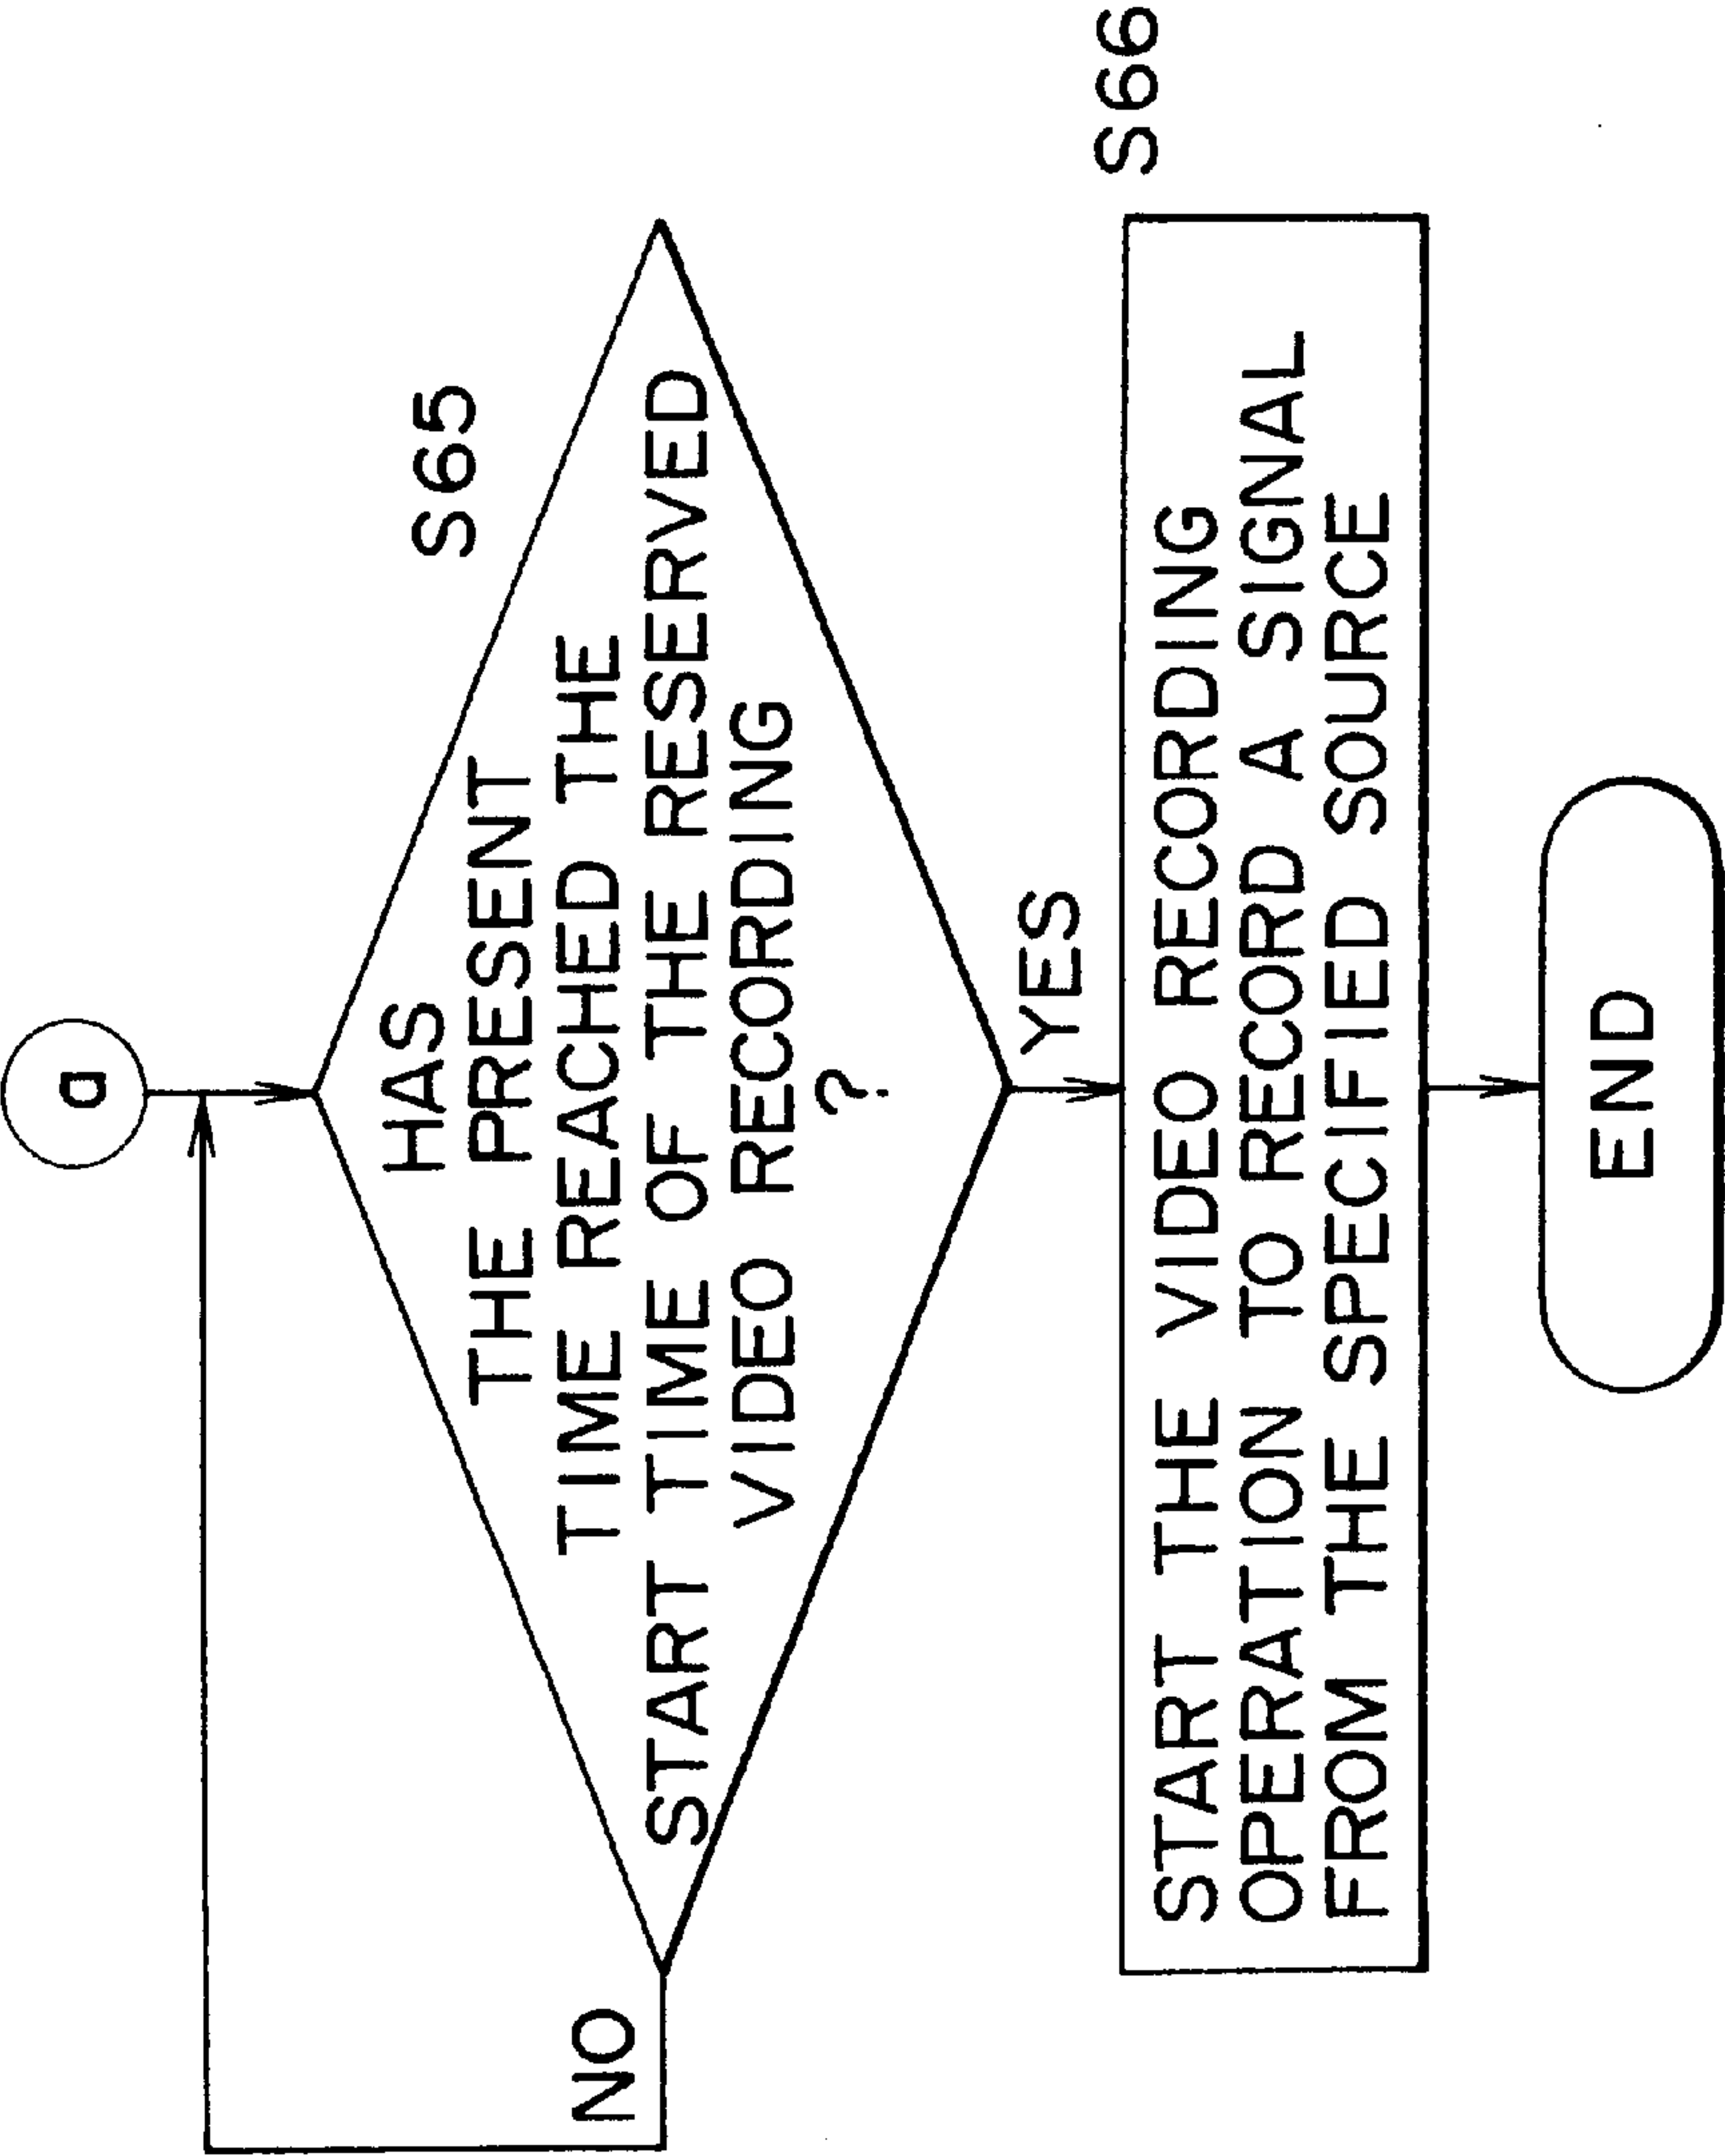 a
S65
HAS
THE PRESENT
TIME REACHED THE
START TIME OF THE RESERVED
VIDEO RECORDING
?
NO
YES
S66
START THE VIDEO RECORDING
OPERATION TO RECORD A SIGNAL
FROM THE SPECIFIED SOURCE
END